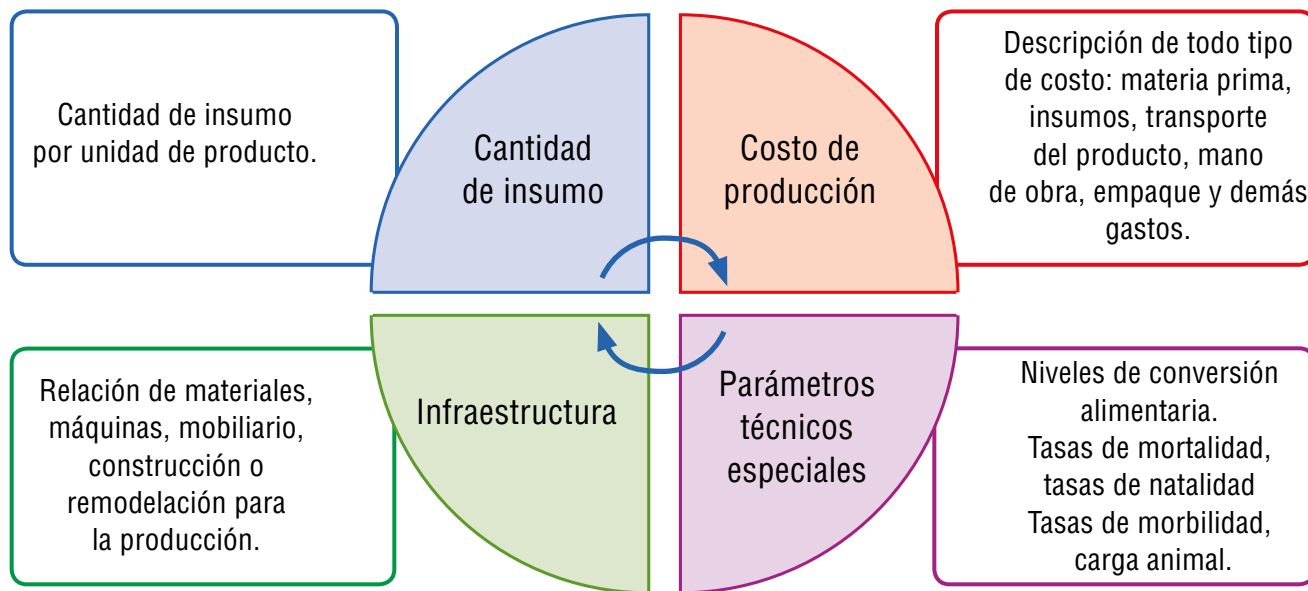 Cantidad de insumo
por unidad de producto.
Cantidad
de insumo
Costo de
producción
Descripción de todo tipo
de costo: materia prima,
insumos, transporte
del producto, mano
de obra, empaque y demás
gastos.
Relación de materiales,
máquinas, mobiliario,
construcción o
remodelación para
la producción.
Infraestructura
Parámetros
técnicos
especiales
Niveles de conversión
alimentaria.
Tasas de mortalidad,
tasas de natalidad
Tasas de morbilidad,
carga animal.